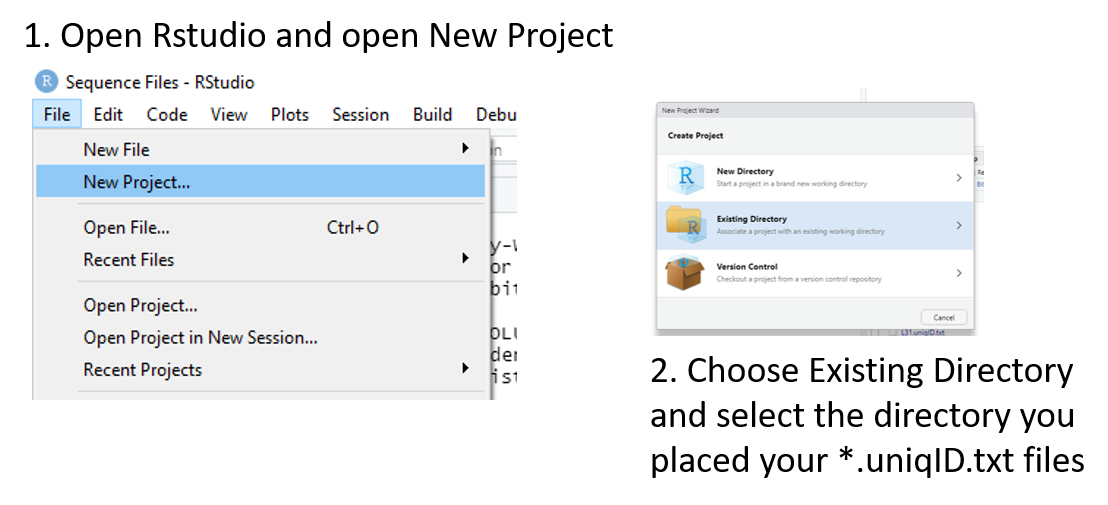 1. Open Rstudio and open New Project
Sequence Files - RStudio
File Edit Code View Plots Session Build Debu
New File
New Project...
Open File... Ctrl+O
Recent Files
Open Project...
Open Project in New Session...
Recent Projects
or
bit
OLU
der
ist
New Project Wizard
Create Project
R New Directory
Start a project in a brand new working directory
R Existing Directory
Associate a project with an existing working directory
Version Control
Checkout a project from a version control repository
Cancel
L31.uniqID.txt
2. Choose Existing Directory
and select the directory you
placed your *.uniqID.txt files